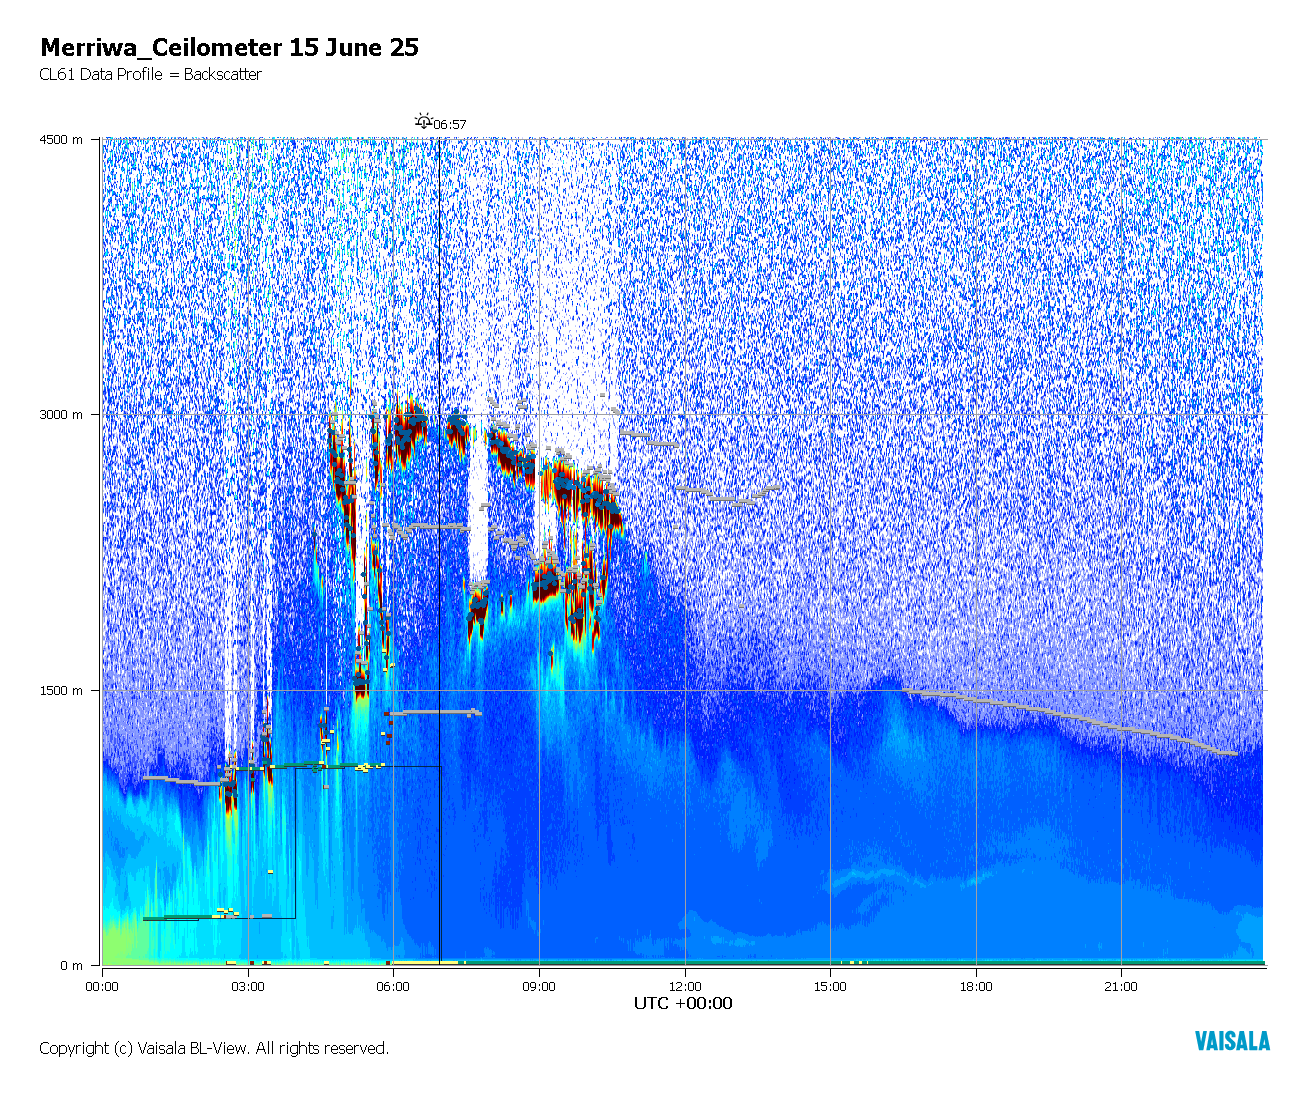 Merriwa_Ceilometer 15 June 25
CL61 Data Profile = Backscatter
06:57
4500 m
3000 m
1500 m
0 m
00:00 03:00 06:00 09:00 12:00 15:00 18:00 21:00
UTC +00:00
Copyright (c) Vaisala BL-View. All rights reserved.
VAISALA